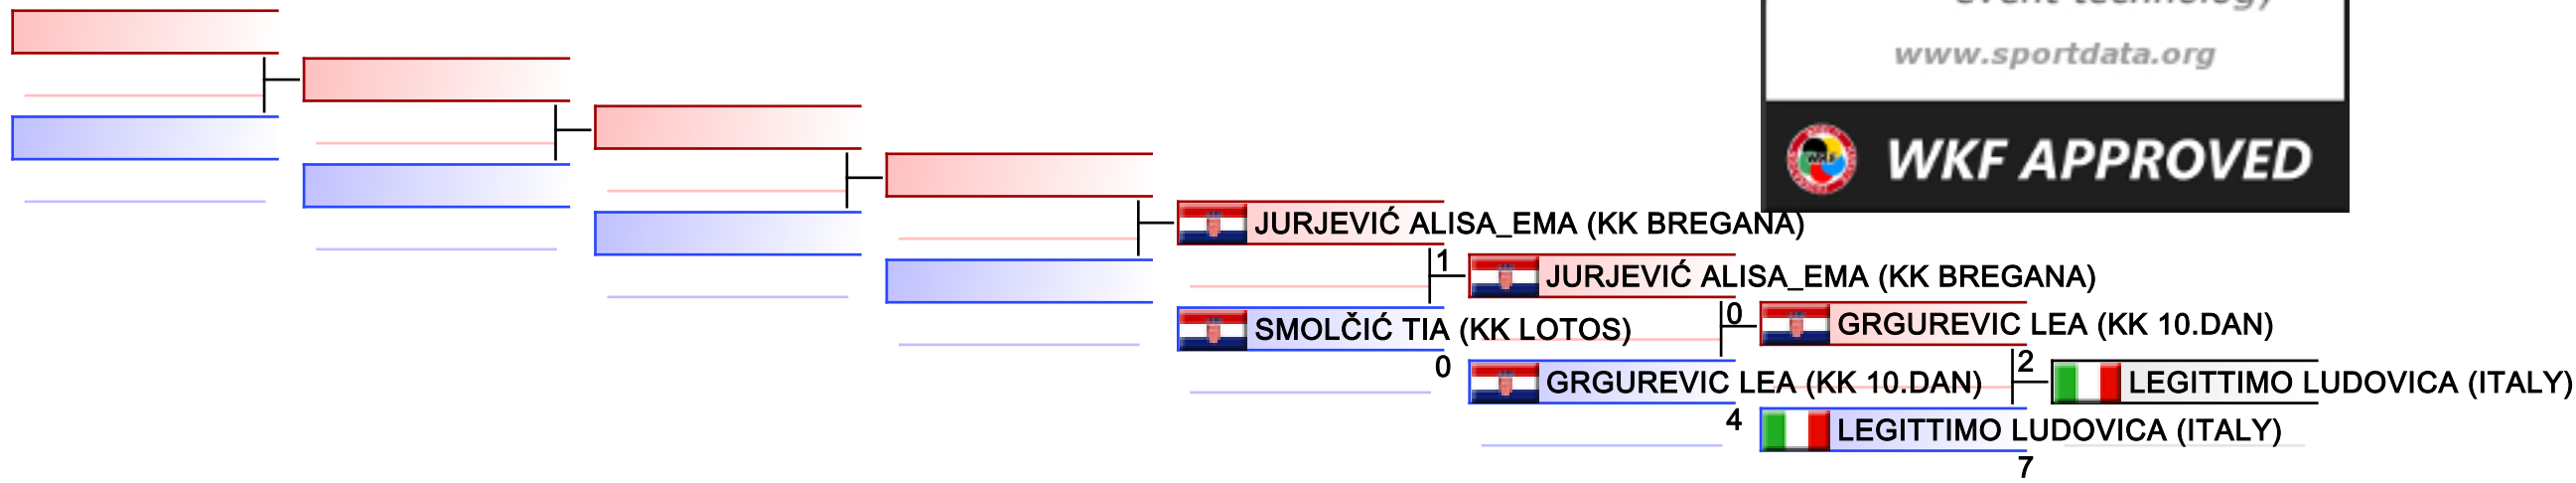 event technology
www.sportdata.org
WKF APPROVED
JURJEVIĆ ALISA_EMA (KK BREGANA)
1
JURJEVIĆ ALISA_EMA (KK BREGANA)
SMOLČIĆ TIA (KK LOTOS)
0
0
GRGUREVIC LEA (KK 10.DAN)
GRGUREVIC LEA (KK 10.DAN)
4
2
LEGITTIMO LUDOVICA (ITALY)
LEGITTIMO LUDOVICA (ITALY)
7